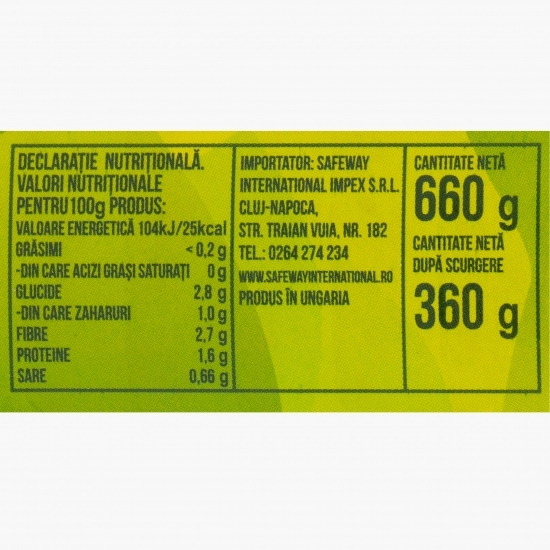 DECLARAȚIE NUTRIȚIONALĂ.
VALORI NUTRIȚIONALE
PENTRU 100g PRODUS:
VALOARE ENERGETICĂ 104kJ/25kcal
GRĂSIMI <0,2 g
-DIN CARE ACIZI GRAȘI SATURAȚI 0 g
GLUCIDE 2,8 g
-DIN CARE ZAHARURI 1,0 g
FIBRE 2,7 g
PROTEINE 1,6 g
SARE 0,66 g
IMPORTATOR: SAFEWAY
INTERNATIONAL IMPEX S.R.L.
CLUJ-NAPOCA,
STR. TRAIAN VUIA, NR. 182
TEL.: 0264 274 234
WWW.SAFEWAYINTERNATIONAL.RO
PRODUS ÎN UNGARIA
CANTITATE NETĂ
660 g
CANTITATE NETĂ
DUPĂ SCURGERE
360 g